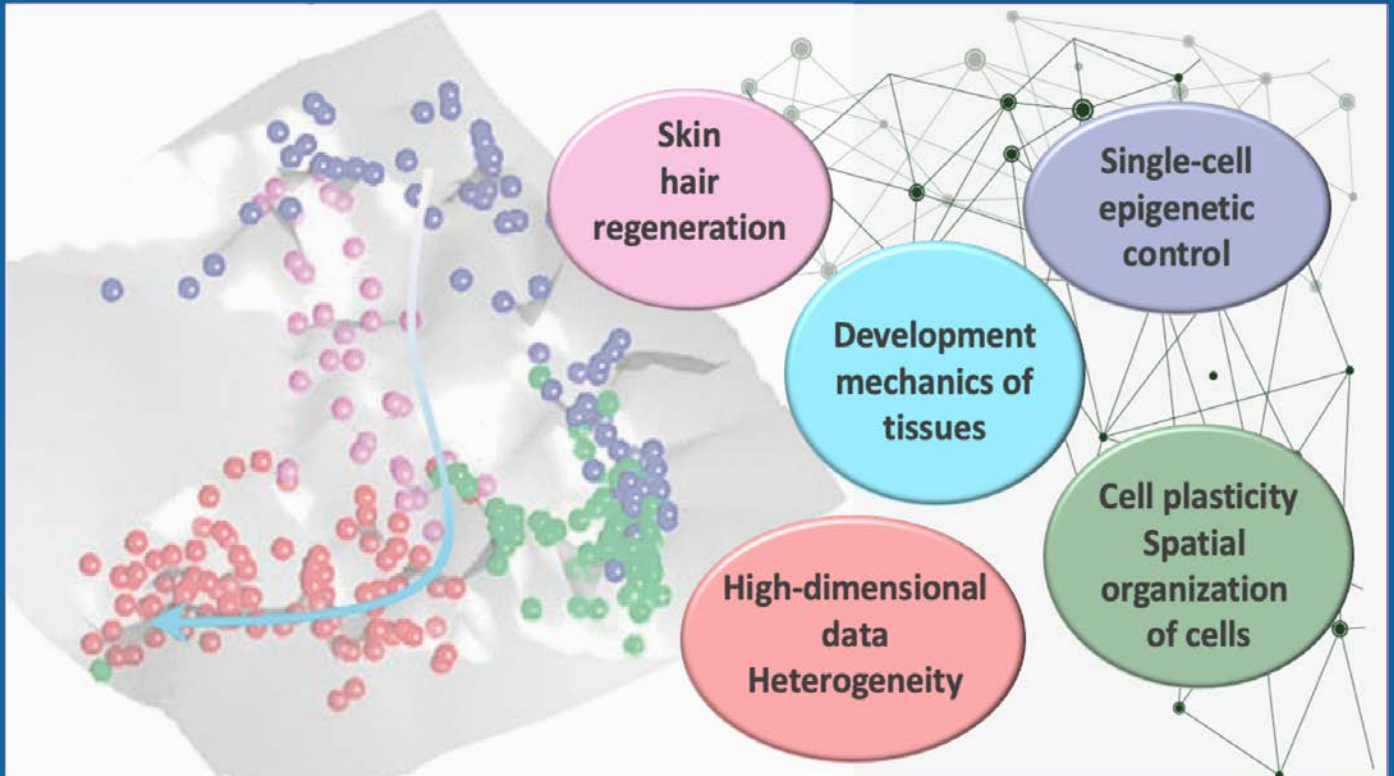 Skin
hair
regeneration
Single-cell
epigenetic
control
Development
mechanics of
tissues
Cell plasticity
Spatial
organization
of cells
High-dimensional
data
Heterogeneity